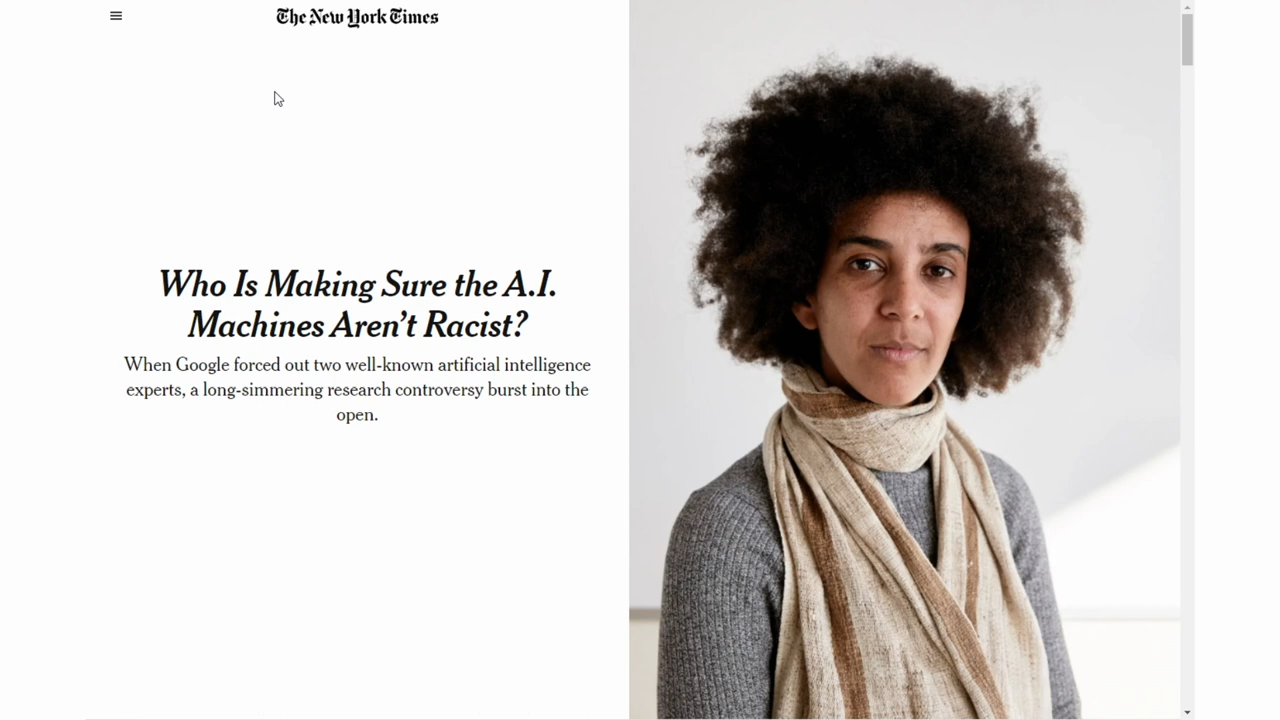 The New York Times
Who Is Making Sure the A.I.
Machines Aren’t Racist?
When Google forced out two well-known artificial intelligence
experts, a long-simmering research controversy burst into the
open.